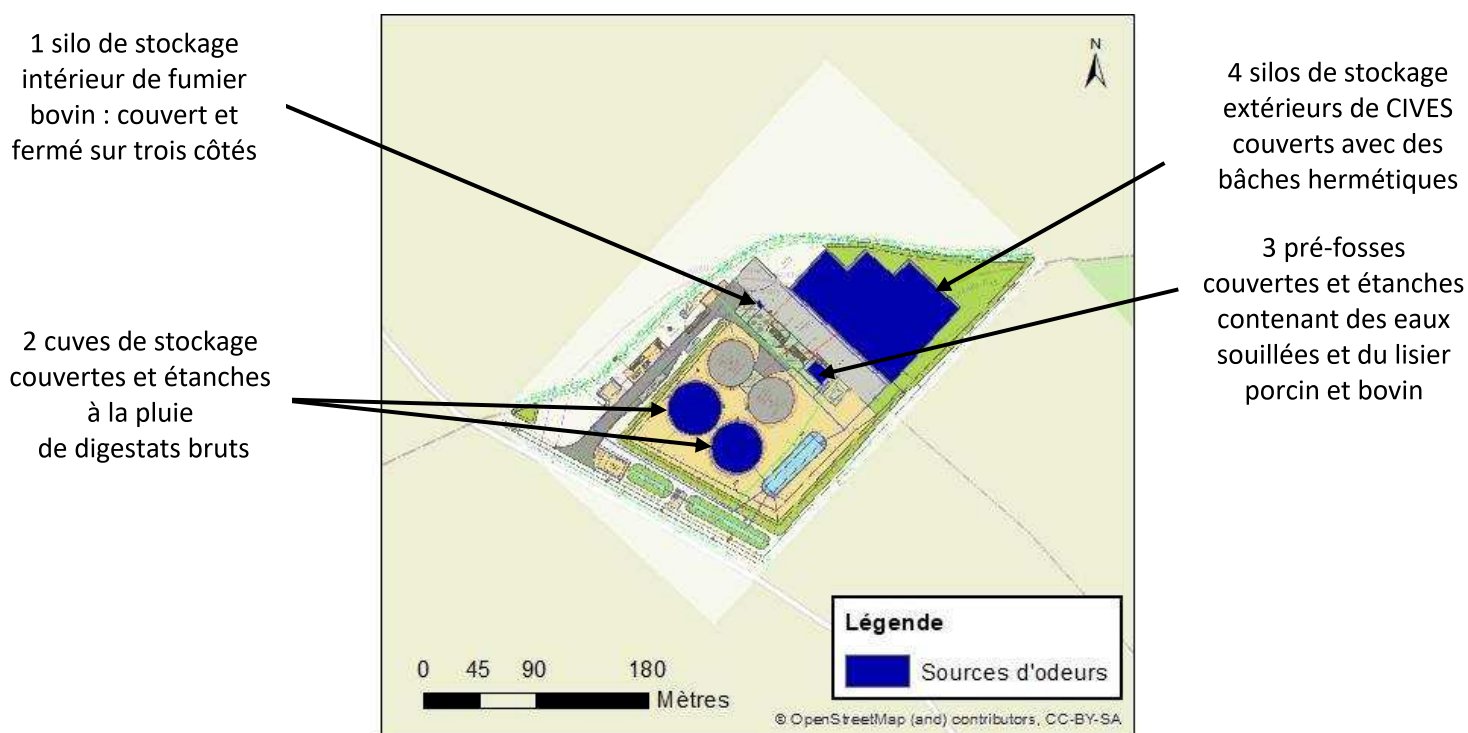 1 silo de stockage
intérieur de fumier
bovin : couvert et
fermé sur trois côtés
2 cuves de stockage
couvertes et étanches
à la pluie
de digestats bruts
N
4 silos de stockage
extérieurs de CIVES
couverts avec des
bâches hermétiques
3 pré-fosses
couvertes et étanches
contenant des eaux
souillées et du lisier
porcin et bovin
0 45 90 180
Mètres
Légende
Sources d'odeurs
© OpenStreetMap (and) contributors, CC-BY-SA